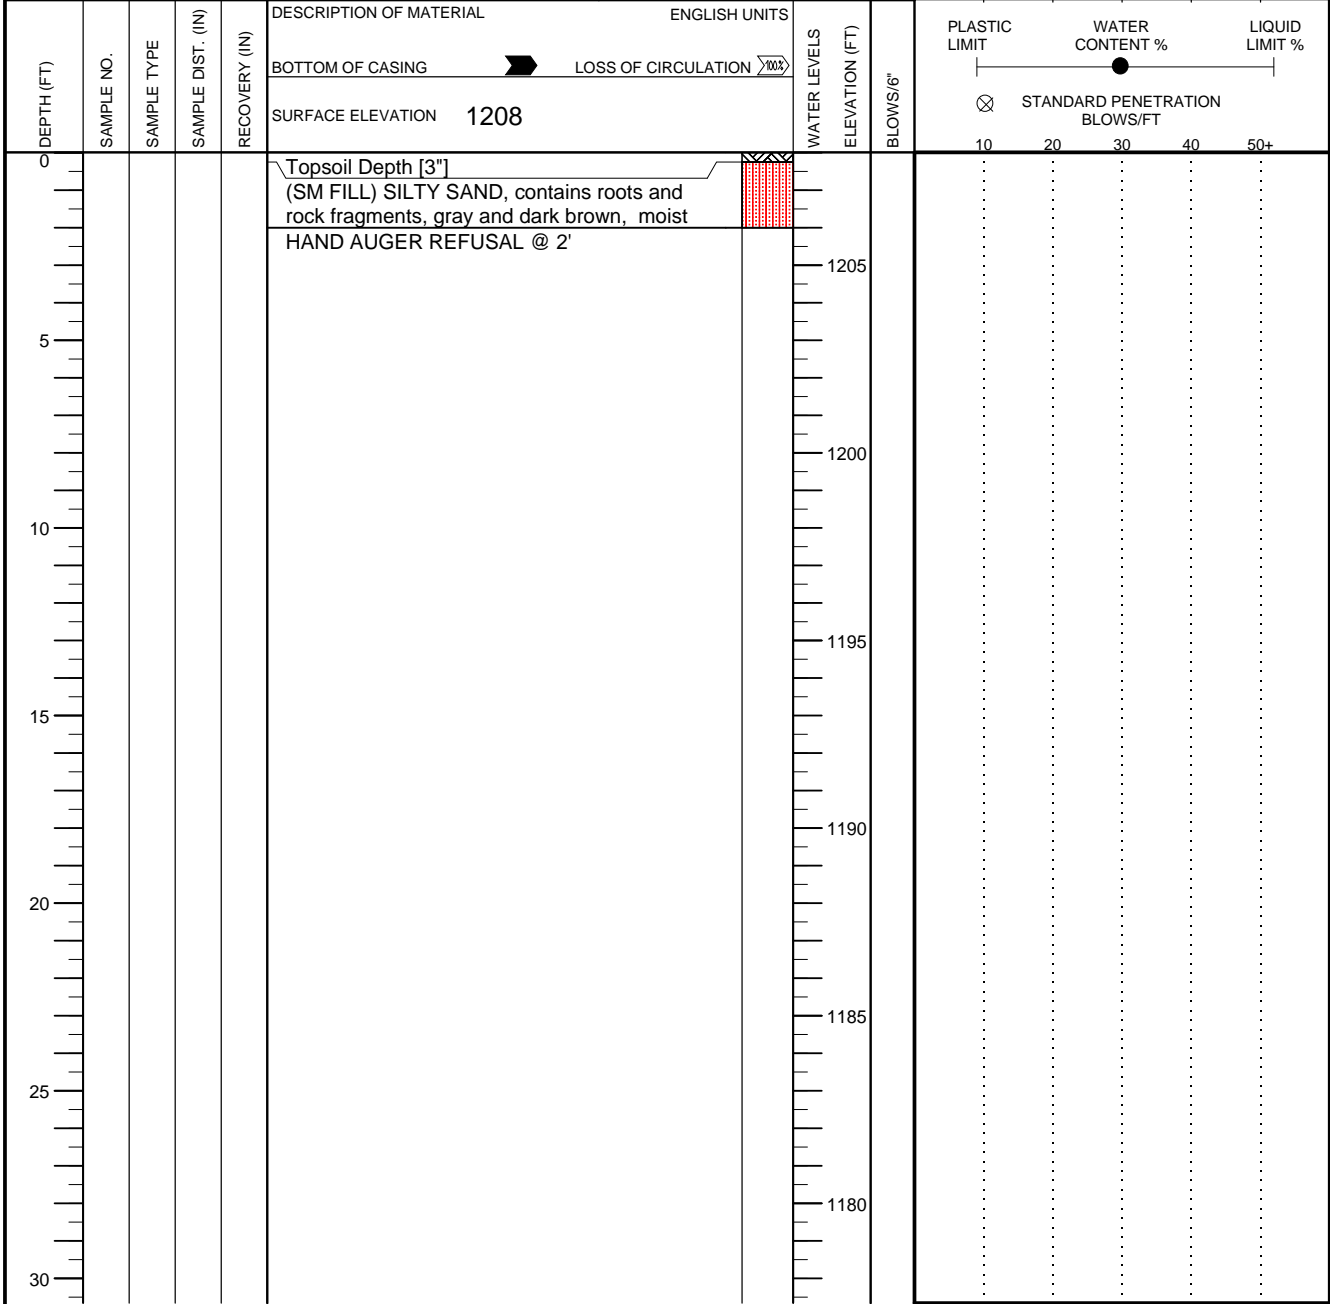 DEPTH (FT)
SAMPLE NO.
SAMPLE TYPE
SAMPLE DIST. (IN)
RECOVERY (IN)
DESCRIPTION OF MATERIAL
ENGLISH UNITS
BOTTOM OF CASING
LOSS OF CIRCULATION
100%
SURFACE ELEVATION 1208
WATER LEVELS
ELEVATION (FT)
BLOWS/6"
PLASTIC
LIMIT
WATER
CONTENT %
LIQUID
LIMIT %
STANDARD PENETRATION
BLOWS/FT
10 20 30 40 50+
0
Topsoil Depth [3"]
(SM FILL) SILTY SAND, contains roots and
rock fragments, gray and dark brown, moist
HAND AUGER REFUSAL @ 2'
1205
5
1200
10
1195
15
1190
20
1185
25
1180
30